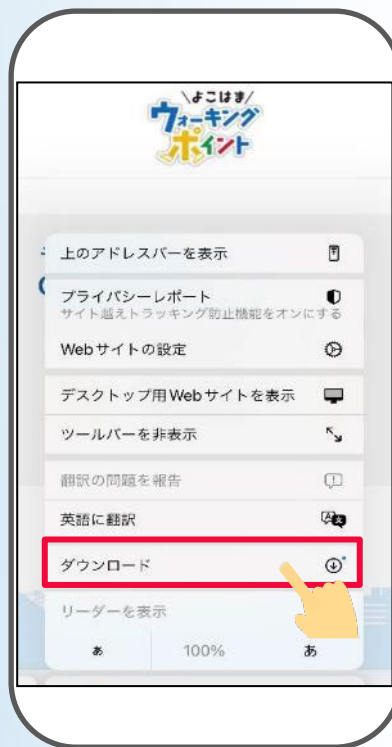 よこはま
ウォーキング
ポイント
上のアドレスバーを表示
プライバシーレポート
サイト越えトラッキング防止機能をオンにする
Webサイトの設定
デスクトップ用Webサイトを表示
ツールバーを非表示
翻訳の問題を報告
英語に翻訳
ダウンロード
リーダーを表示
ぁ 100% あ